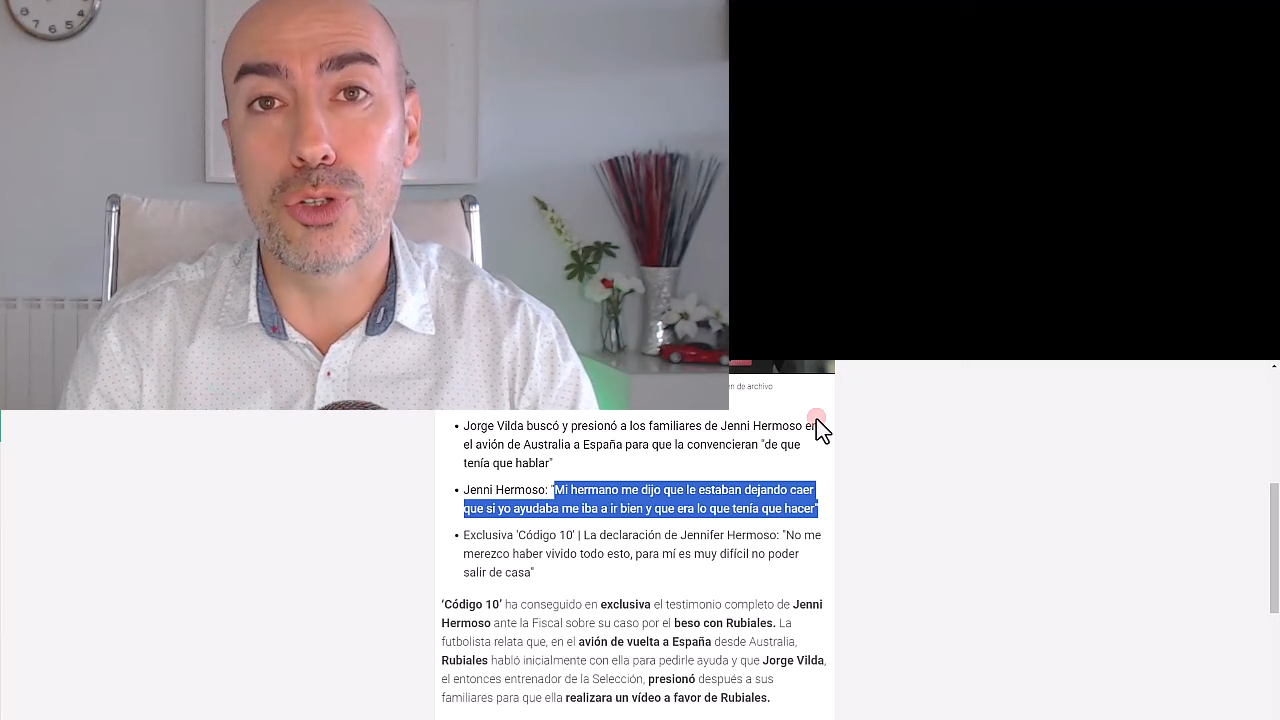 6 5 4
7
8
en de archivo
• Jorge Vilda buscó y presionó a los familiares de Jenni Hermoso en
el avión de Australia a España para que la convencieran "de que
tenía que hablar"
• Jenni Hermoso: "Mi hermano me dijo que le estaban dejando caer
que si yo ayudaba me iba a ir bien y que era lo que tenía que hacer"
• Exclusiva 'Código 10' | La declaración de Jennifer Hermoso: "No me
merezco haber vivido todo esto, para mí es muy difícil no poder
salir de casa"
‘Código 10’ ha conseguido en exclusiva el testimonio completo de Jenni
Hermoso ante la Fiscal sobre su caso por el beso con Rubiales. La
futbolista relata que, en el avión de vuelta a España desde Australia,
Rubiales habló inicialmente con ella para pedirle ayuda y que Jorge Vilda,
el entonces entrenador de la Selección, presionó después a sus
familiares para que ella realizara un vídeo a favor de Rubiales.